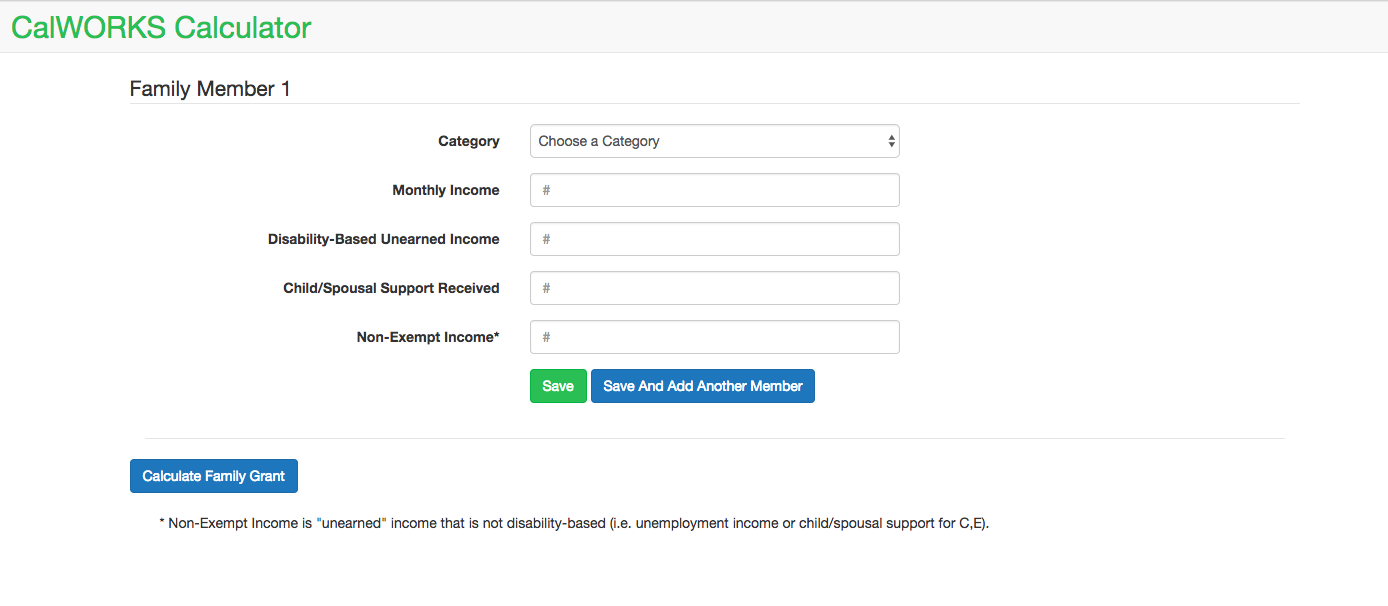 CalWORKS Calculator
Family Member 1
Category Choose a Category
Monthly Income #
Disability-Based Unearned Income #
Child/Spousal Support Received #
Non-Exempt Income* #
Save Save And Add Another Member
Calculate Family Grant
* Non-Exempt Income is "unearned" income that is not disability-based (i.e. unemployment income or child/spousal support for C,E).